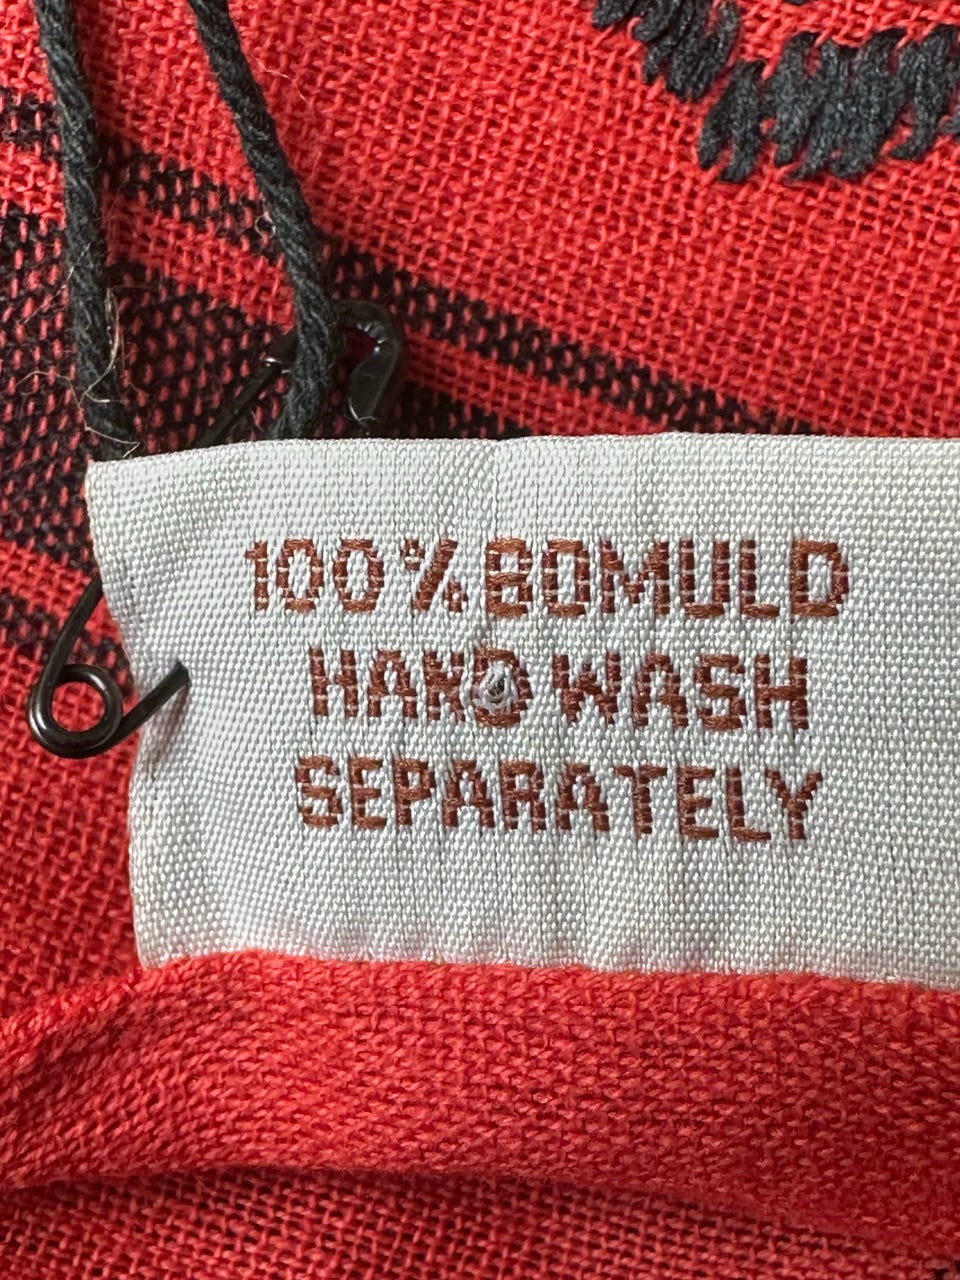 100% BOMULD
HAND WASH
SEPARATELY